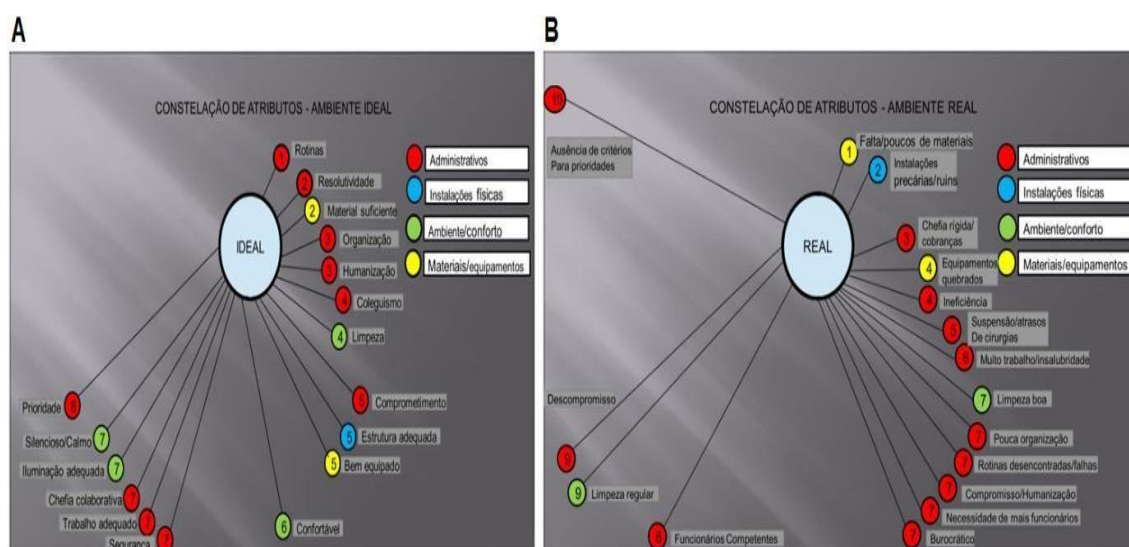 A
CONSTELAÇÃO DE ATRIBUTOS - AMBIENTE IDEAL
IDEAL
1 Rotinas
2 Resolutividade
2 Material suficiente
3 Organização
3 Humanização
4 Coleguismo
4 Limpeza
5 Comprometimento
5 Estrutura adequada
5 Bem equipado
6 Confortável
Prioridade 6
Silencioso/Calmo 7
Iluminação adequada 7
Chefia colaborativa 7
Trabalho adequado 7
Segurança 7
Administrativos
Instalações físicas
Ambiente/conforto
Materiais/equipamentos
B
CONSTELAÇÃO DE ATRIBUTOS - AMBIENTE REAL
REAL
10
Ausência de critérios
Para prioridades
1 Falta/poucos de materiais
2 Instalações
precárias/ruins
3 Chefia rígida/
cobranças
4 Equipamentos
quebrados
4 Ineficiência
5 Suspensão/atrasos
De cirurgias
6 Muito trabalho/insalubridade
7 Limpeza boa
7 Pouca organização
7 Rotinas desencontradas/falhas
7 Compromisso/Humanização
7 Necessidade de mais funcionários
7 Burocrático
8 Funcionários Competentes
Descompromisso
9
9 Limpeza regular
Administrativos
Instalações físicas
Ambiente/conforto
Materiais/equipamentos